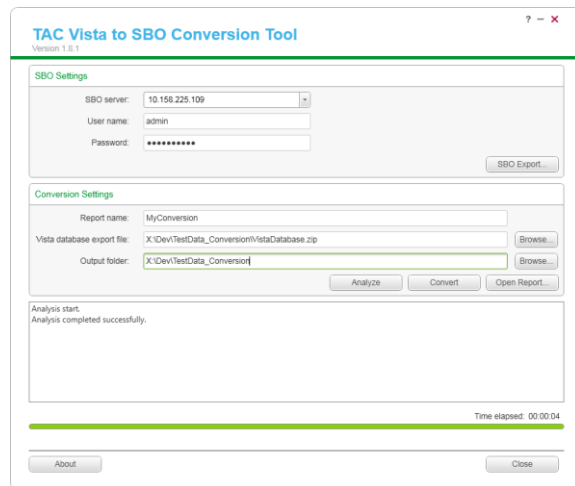 ? – ×
TAC Vista to SBO Conversion Tool
Version 1.8.1
SBO Settings
SBO server: 10.158.225.109
User name: admin
Password: ●●●●●●●●●●
SBO Export...
Conversion Settings
Report name: MyConversion
Vista database export file: X:\Dev\TestData_Conversion\VistaDatabase.zip Browse...
Output folder: X:\Dev\TestData_Conversion Browse...
Analyze Convert Open Report...
Analysis start.
Analysis completed successfully.
Time elapsed: 00:00:04
About Close